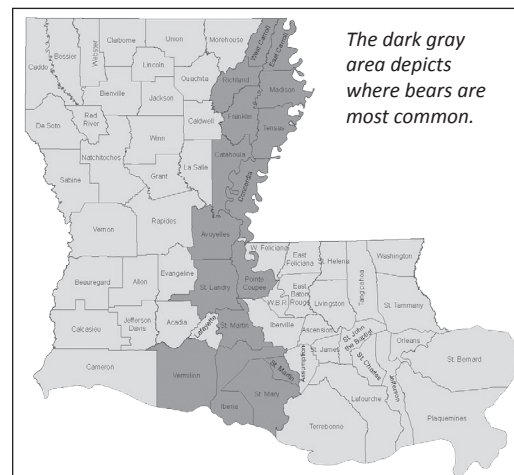 The dark gray
area depicts
where bears are
most common.
Caddo
Bossier
Webster
Claiborne
Union
Morehouse
West Carroll
East Carroll
Lincoln
Ouachita
Richland
Madison
Bienville
Jackson
Franklin
Tensas
De Soto
Red
River
Winn
Caldwell
Catahoula
Natchitoches
La Salle
Sabine
Grant
Concordia
Vernon
Rapides
Avoyelles
W. Feliciana
East
Feliciana
St. Helena
Tangipahoa
Washington
Beauregard
Allen
Evangeline
St. Landry
Pointe
Coupee
W.B.R.
East
Baton
Rouge
Livingston
St. Tammany
Calcasieu
Jefferson
Davis
Acadia
Lafayette
St. Martin
Iberville
Ascension
St. John
the Baptist
Orleans
Cameron
Vermilion
Iberia
St. Mary
St. Martin
Assumption
St. James
St. Charles
Jefferson
St. Bernard
Lafourche
Plaquemines
Terrebonne